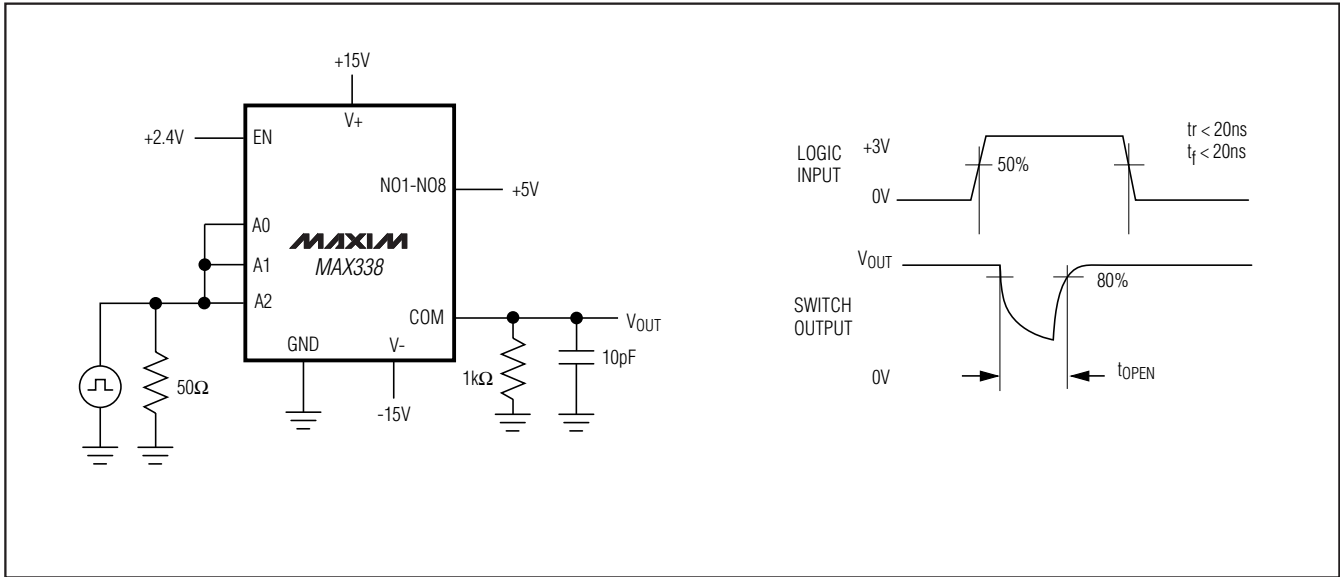 +15V
V+
+2.4V
EN
NO1-NO8
+5V
A0
MAXIM
A1
MAX338
A2
COM
VOUT
GND
V-
10pF
1kΩ
50Ω
-15V
LOGIC
INPUT
+3V
50%
0V
tr < 20ns
tf < 20ns
VOUT
80%
SWITCH
OUTPUT
0V
tOPEN